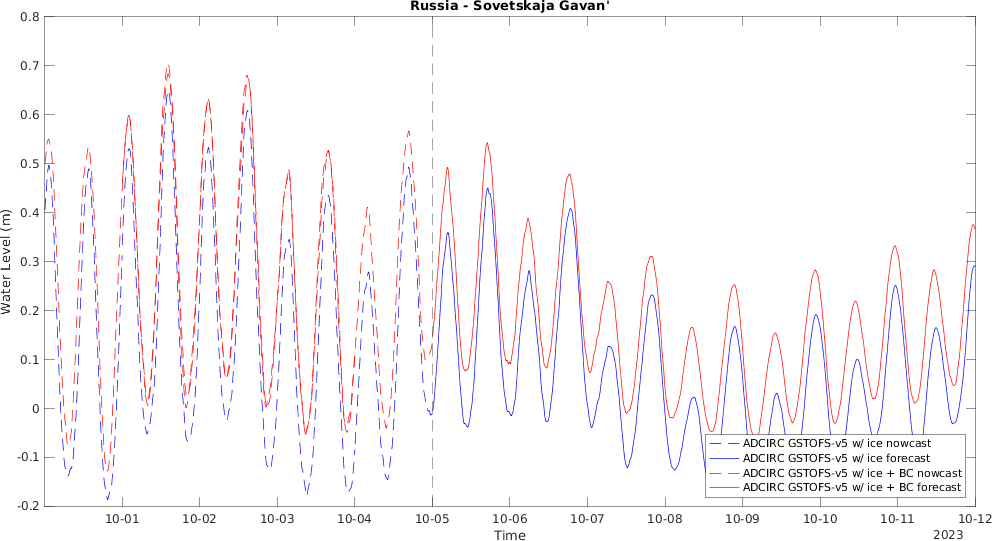 Russia - Sovetskaja Gavan'
Water Level (m)
0.8
0.7
0.6
0.5
0.4
0.3
0.2
0.1
0
-0.1
-0.2
ADCIRC GSTOFS-v5 w/ ice nowcast
ADCIRC GSTOFS-v5 w/ ice forecast
ADCIRC GSTOFS-v5 w/ ice + BC nowcast
ADCIRC GSTOFS-v5 w/ ice + BC forecast
10-01 10-02 10-03 10-04 10-05 10-06 10-07 10-08 10-09 10-10 10-11 10-12
Time
2023